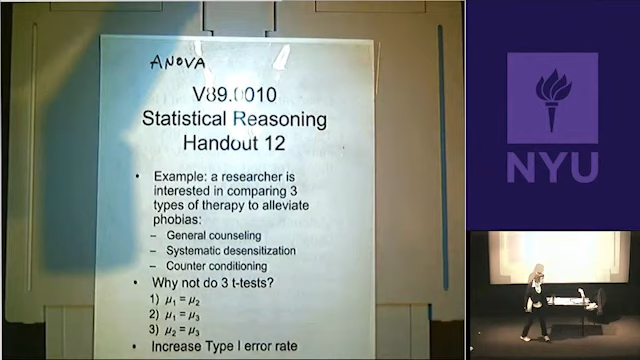 ANOVA
V89.0010
Statistical Reasoning
Handout 12
• Example: a researcher is
interested in comparing 3
types of therapy to alleviate
phobias:
– General counseling
– Systematic desensitization
– Counter conditioning
• Why not do 3 t-tests?
1) μ₁ = μ₂
2) μ₁ = μ₃
3) μ₂ = μ₃
• Increase Type I error rate
NYU